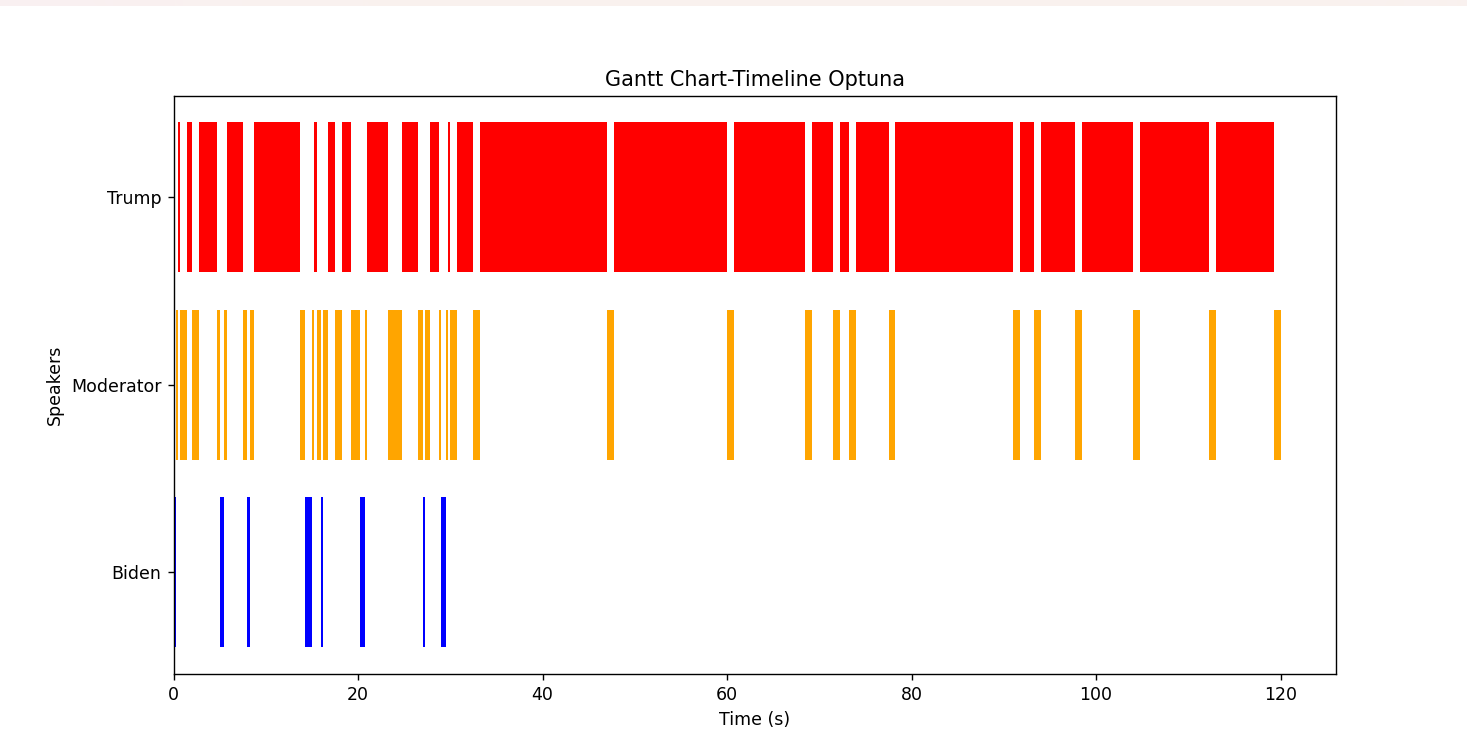 Gantt Chart-Timeline Optuna
Speakers
Trump
Moderator
Biden
0 20 40 60 80 100 120
Time (s)